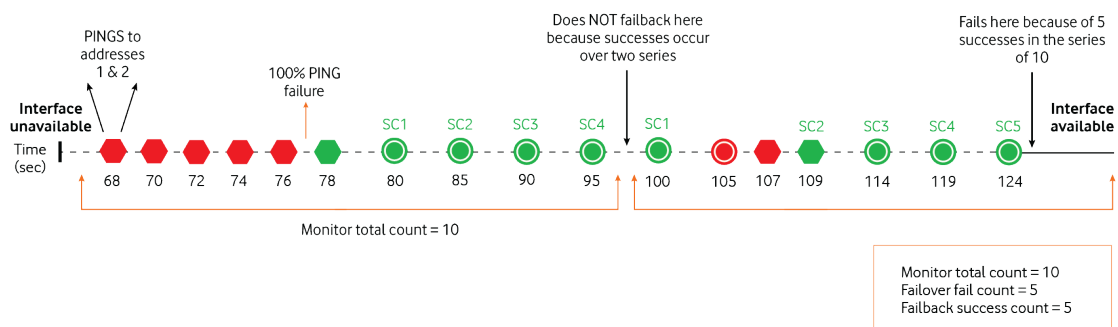 PINGS to
addresses
1 & 2
100% PING
failure
Does NOT failback here
because successes occur
over two series
Fails here because of 5
successes in the series
of 10
Interface
unavailable
Interface
available
Time
(sec)
SC1
SC2
SC3
SC4
SC1
SC2
SC3
SC4
SC5
68
70
72
74
76
78
80
85
90
95
100
105
107
109
114
119
124
Monitor total count = 10
Monitor total count = 10
Failover fail count = 5
Failback success count = 5